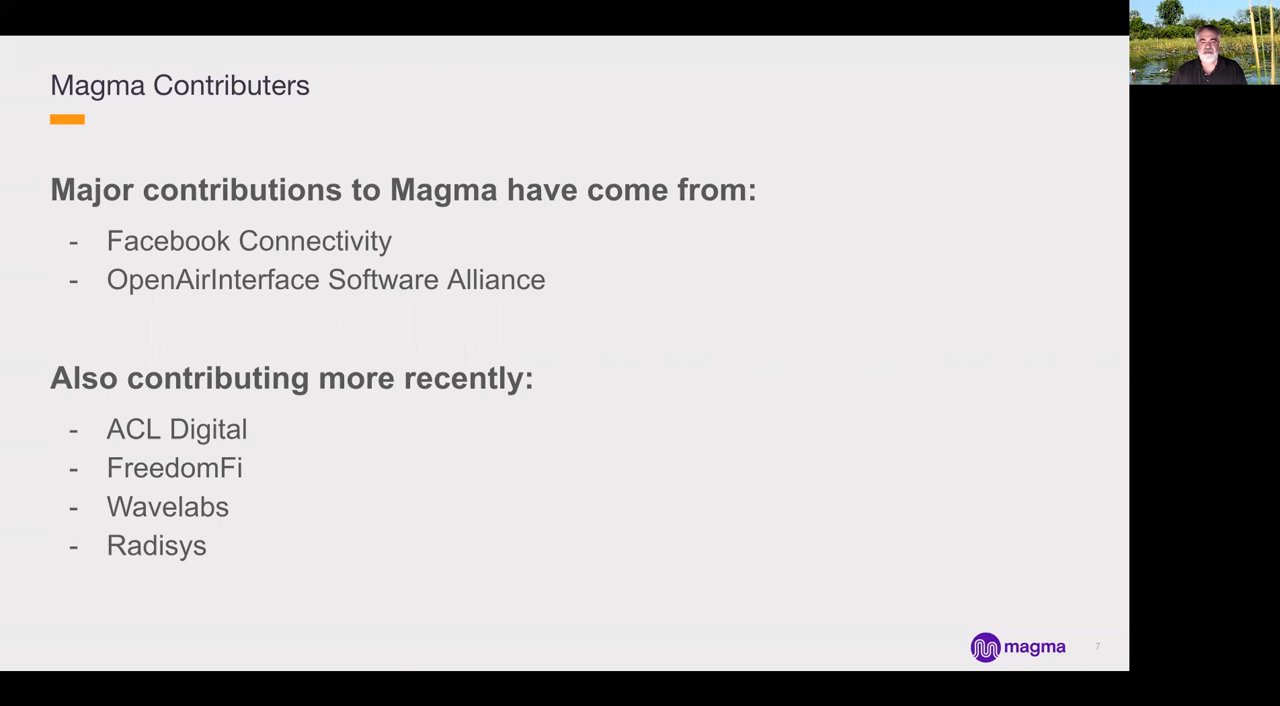 Magma Contributers
Major contributions to Magma have come from:
- Facebook Connectivity
- OpenAirInterface Software Alliance
Also contributing more recently:
- ACL Digital
- FreedomFi
- Wavelabs
- Radisys
magma
7